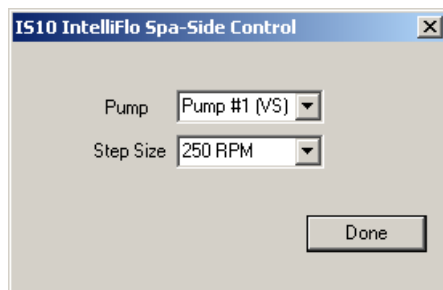 IS10 IntelliFlo Spa-Side Control
Pump Pump #1 (VS)
Step Size 250 RPM
Done